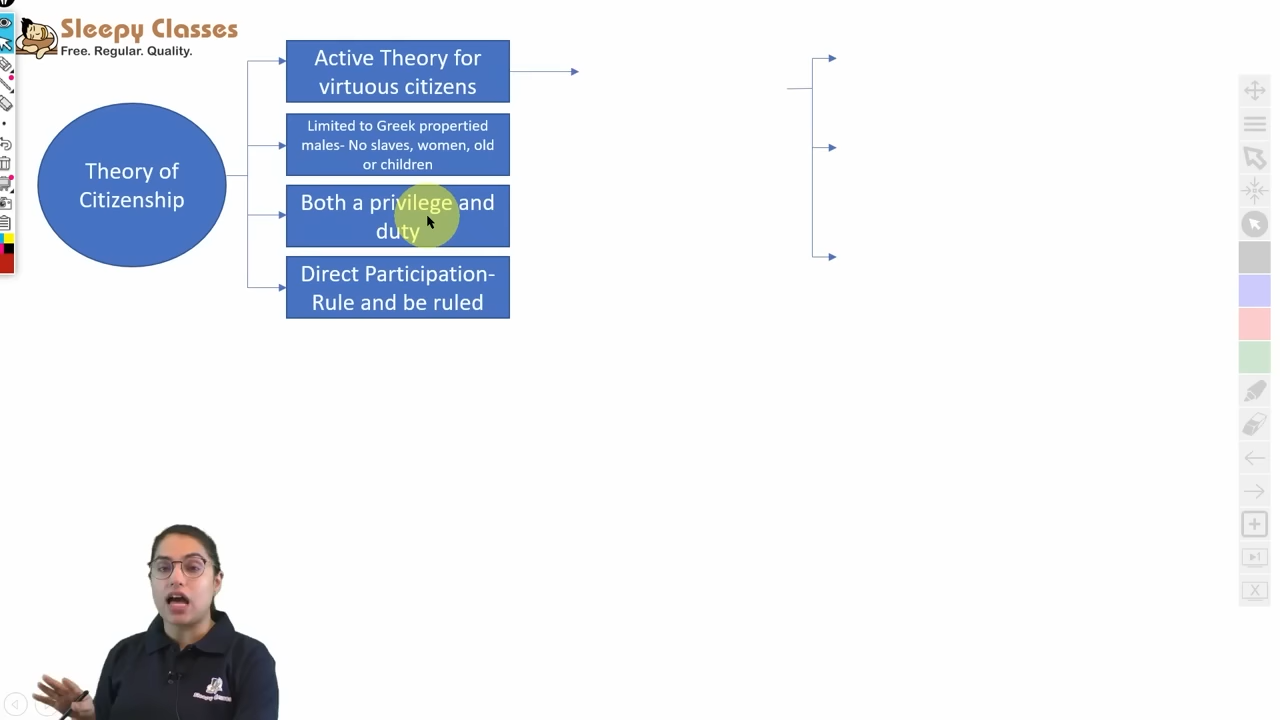 Sleepy Classes
Free. Regular. Quality.
Theory of
Citizenship
Active Theory for
virtuous citizens
Limited to Greek propertied
males- No slaves, women, old
or children
Both a privilege and
duty
Direct Participation-
Rule and be ruled